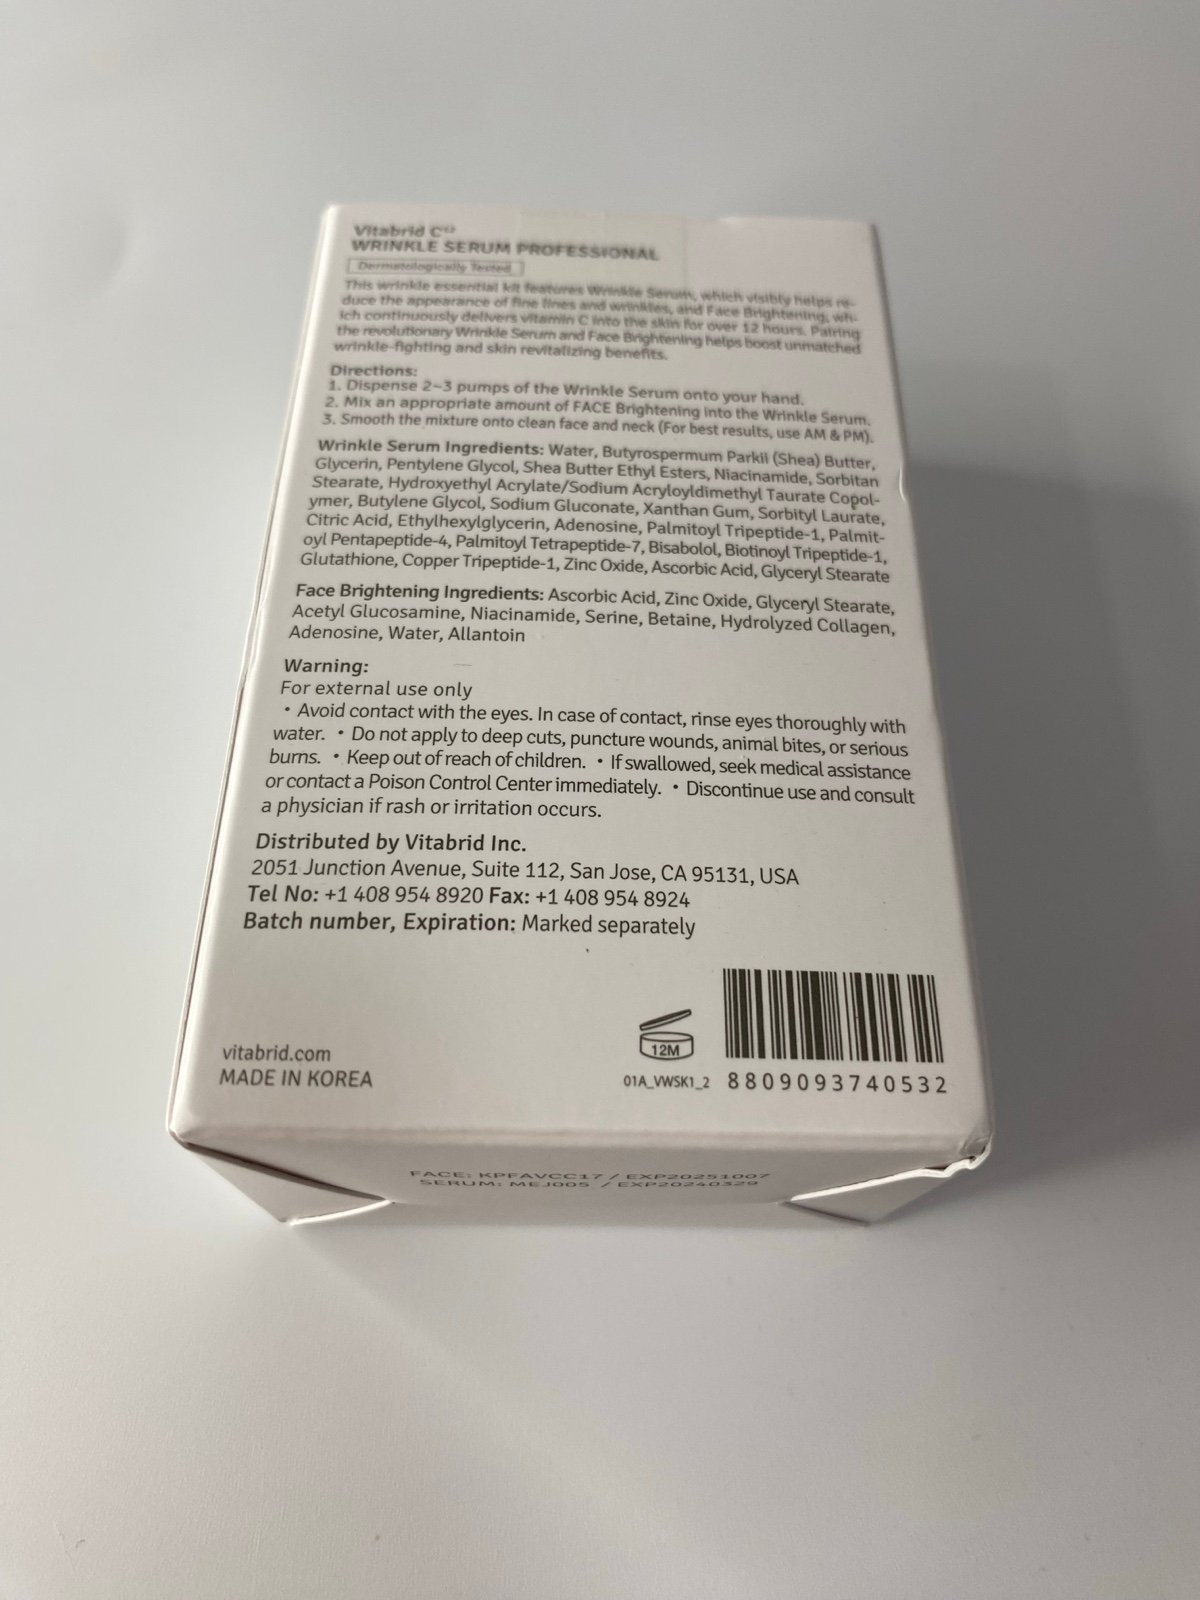 Vitabrid C¹²
WRINKLE SERUM PROFESSIONAL
Dermatologically Tested
This wrinkle essential kit features Wrinkle Serum, which visibly helps re-
duce the appearance of fine lines and wrinkles, and Face Brightening, wh-
ich continuously delivers vitamin C into the skin for over 12 hours. Pairing
the revolutionary Wrinkle Serum and Face Brightening helps boost unmatched
wrinkle-fighting and skin revitalizing benefits.
Directions:
1. Dispense 2~3 pumps of the Wrinkle Serum onto your hand.
2. Mix an appropriate amount of FACE Brightening into the Wrinkle Serum.
3. Smooth the mixture onto clean face and neck (For best results, use AM & PM).
Wrinkle Serum Ingredients: Water, Butyrospermum Parkii (Shea) Butter,
Glycerin, Pentylene Glycol, Shea Butter Ethyl Esters, Niacinamide, Sorbitan
Stearate, Hydroxyethyl Acrylate/Sodium Acryloyldimethyl Taurate Copol-
ymer, Butylene Glycol, Sodium Gluconate, Xanthan Gum, Sorbityl Laurate,
Citric Acid, Ethylhexylglycerin, Adenosine, Palmitoyl Tripeptide-1, Palmit-
oyl Pentapeptide-4, Palmitoyl Tetrapeptide-7, Bisabolol, Biotinoyl Tripeptide-1,
Glutathione, Copper Tripeptide-1, Zinc Oxide, Ascorbic Acid, Glyceryl Stearate
Face Brightening Ingredients: Ascorbic Acid, Zinc Oxide, Glyceryl Stearate,
Acetyl Glucosamine, Niacinamide, Serine, Betaine, Hydrolyzed Collagen,
Adenosine, Water, Allantoin
Warning:
For external use only
• Avoid contact with the eyes. In case of contact, rinse eyes thoroughly with
water. • Do not apply to deep cuts, puncture wounds, animal bites, or serious
burns. • Keep out of reach of children. • If swallowed, seek medical assistance
or contact a Poison Control Center immediately. • Discontinue use and consult
a physician if rash or irritation occurs.
Distributed by Vitabrid Inc.
2051 Junction Avenue, Suite 112, San Jose, CA 95131, USA
Tel No: +1 408 954 8920 Fax: +1 408 954 8924
Batch number, Expiration: Marked separately
vitabrid.com
MADE IN KOREA
12M
01A_VWSK1_2
8809093740532
FACE: KPFAVCC17 / EXP20251007
SERUM: MEJ005 / EXP20240329